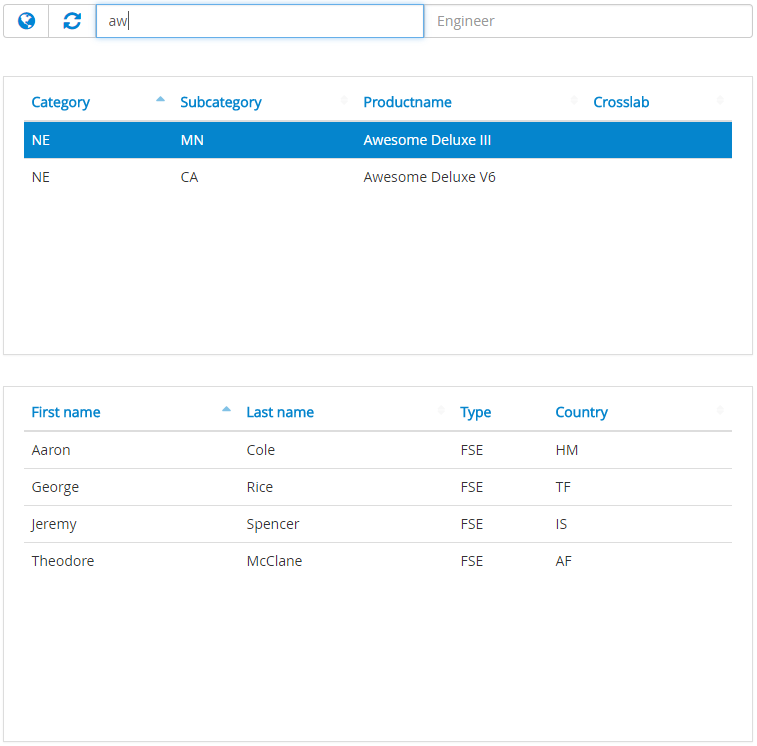 aw Engineer
Category Subcategory Productname Crosslab
NE MN Awesome Deluxe III
NE CA Awesome Deluxe V6
First name Last name Type Country
Aaron Cole FSE HM
George Rice FSE TF
Jeremy Spencer FSE IS
Theodore McClane FSE AF